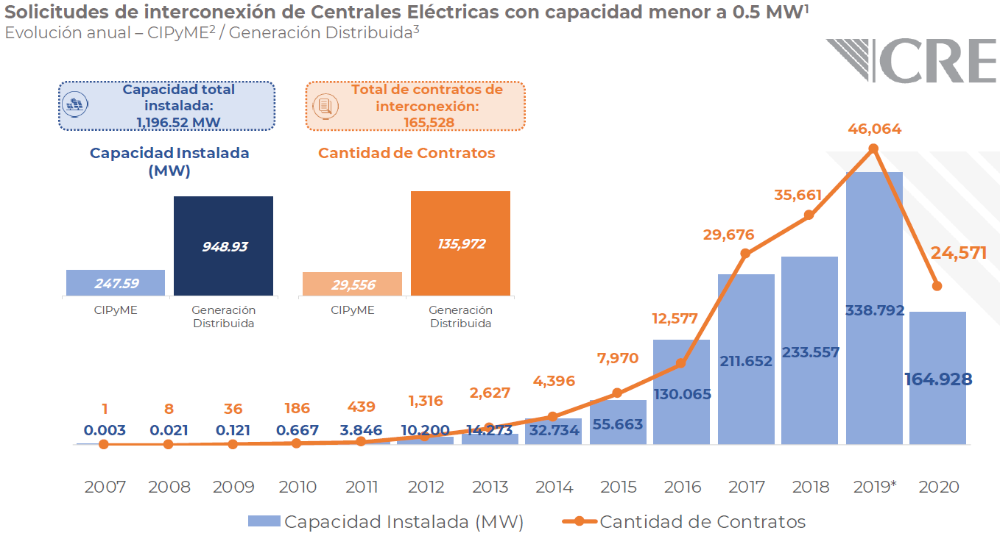 Solicitudes de interconexión de Centrales Eléctricas con capacidad menor a 0.5 MW¹
Evolución anual – CIPyME² / Generación Distribuida³
CRE
Capacidad total
instalada:
1,196.52 MW
Total de contratos de
interconexión:
165,528
Capacidad Instalada
(MW)
948.93
247.59
CIPyME
Generación
Distribuida
Cantidad de Contratos
135,972
29,556
CIPyME
Generación
Distribuida
1
8
36
186
439
1,316
2,627
4,396
7,970
12,577
29,676
35,661
46,064
24,571
0.003
0.021
0.121
0.667
3.846
10.200
14.273
32.734
55.663
130.065
211.652
233.557
338.792
164.928
2007
2008
2009
2010
2011
2012
2013
2014
2015
2016
2017
2018
2019*
2020
Capacidad Instalada (MW)
Cantidad de Contratos